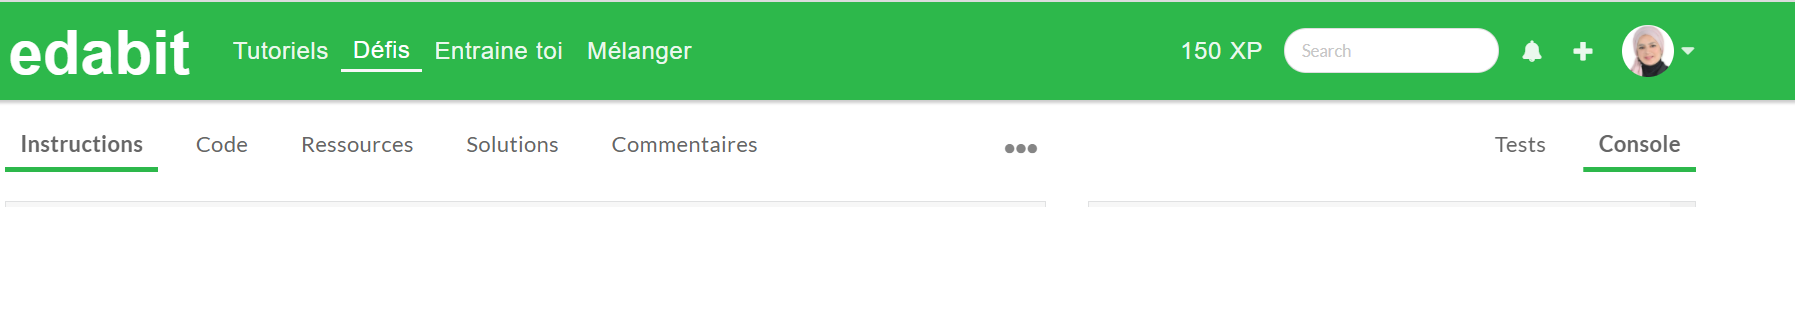 edabit Tutoriels Défis Entraine toi Mélanger 150 XP Search
Instructions Code Ressources Solutions Commentaires Tests Console